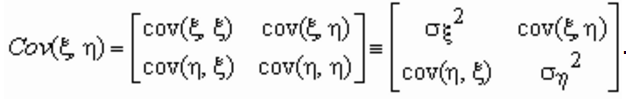 Cov(ξ, η) = [cov(ξ, ξ) cov(ξ, η) cov(η, ξ) cov(η, η)] ≡ [σξ² cov(ξ, η) cov(η, ξ) ση²].